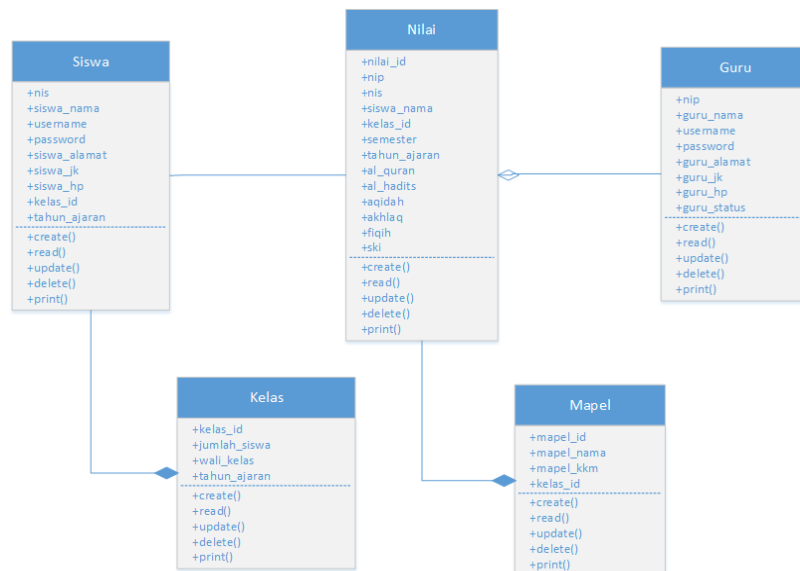 Siswa
+nis
+siswa_nama
+username
+password
+siswa_alamat
+siswa_jk
+siswa_hp
+kelas_id
+tahun_ajaran
+create()
+read()
+update()
+delete()
+print()
Nilai
+nilai_id
+nip
+nis
+siswa_nama
+kelas_id
+semester
+tahun_ajaran
+al_quran
+al_hadits
+aqidah
+akhlaq
+fiqih
+ski
+create()
+read()
+update()
+delete()
+print()
Guru
+nip
+guru_nama
+username
+password
+guru_alamat
+guru_jk
+guru_hp
+guru_status
+create()
+read()
+update()
+delete()
+print()
Kelas
+kelas_id
+jumlah_siswa
+wali_kelas
+tahun_ajaran
+create()
+read()
+update()
+delete()
+print()
Mapel
+mapel_id
+mapel_nama
+mapel_kkm
+kelas_id
+create()
+read()
+update()
+delete()
+print()